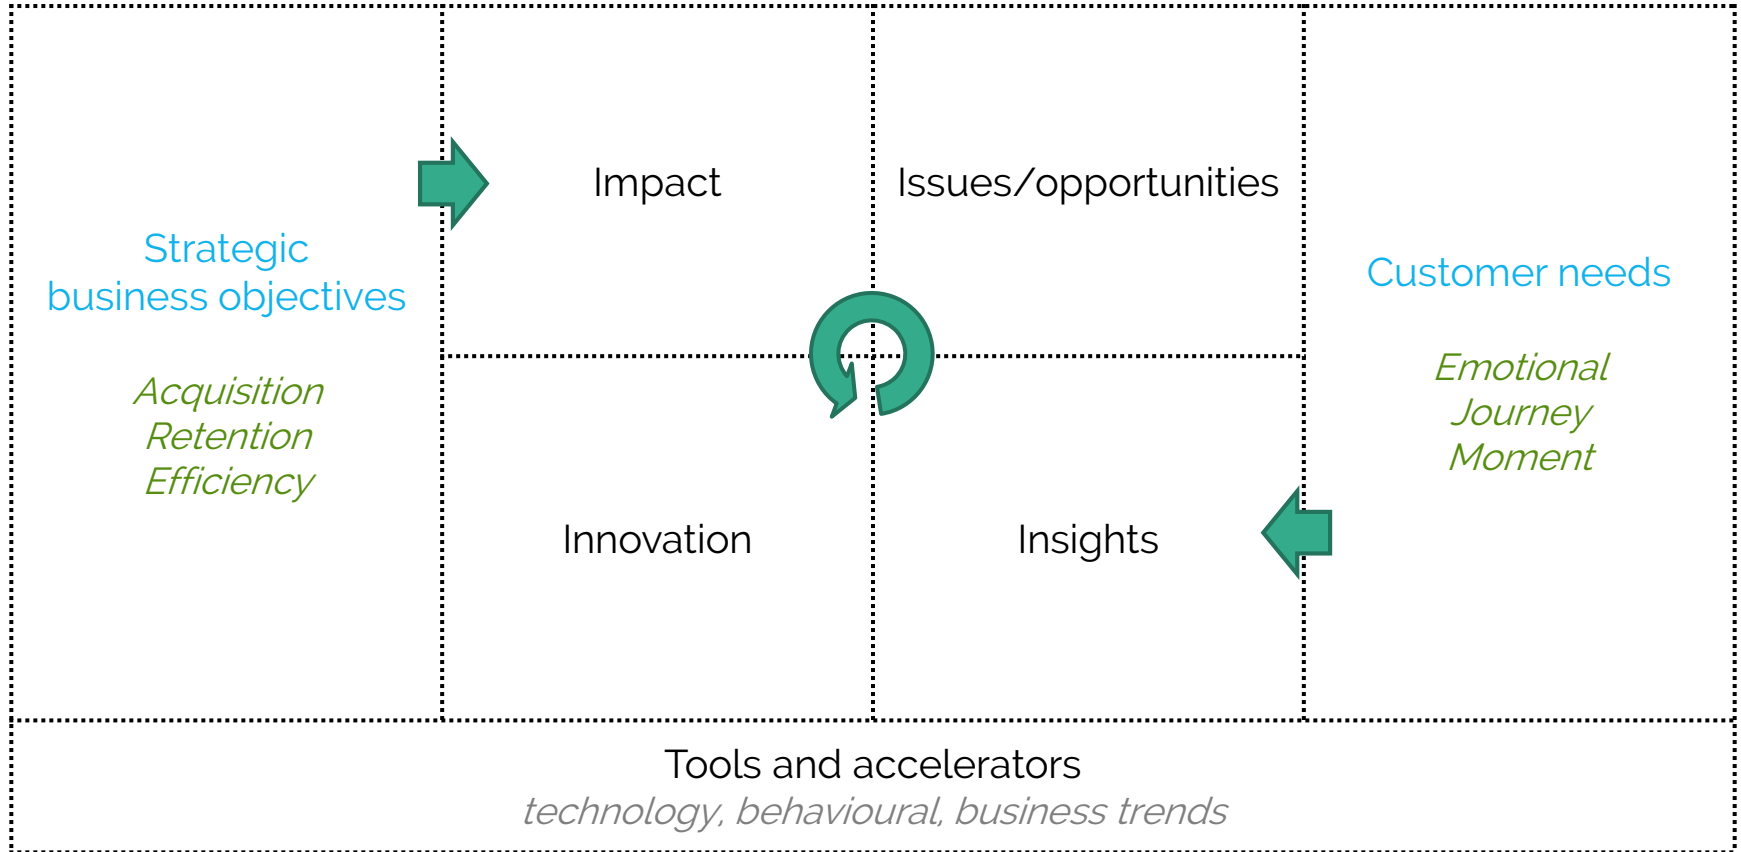 Strategic
business objectives
Acquisition
Retention
Efficiency
Impact
Issues/opportunities
Innovation
Insights
Customer needs
Emotional
Journey
Moment
Tools and accelerators
technology, behavioural, business trends